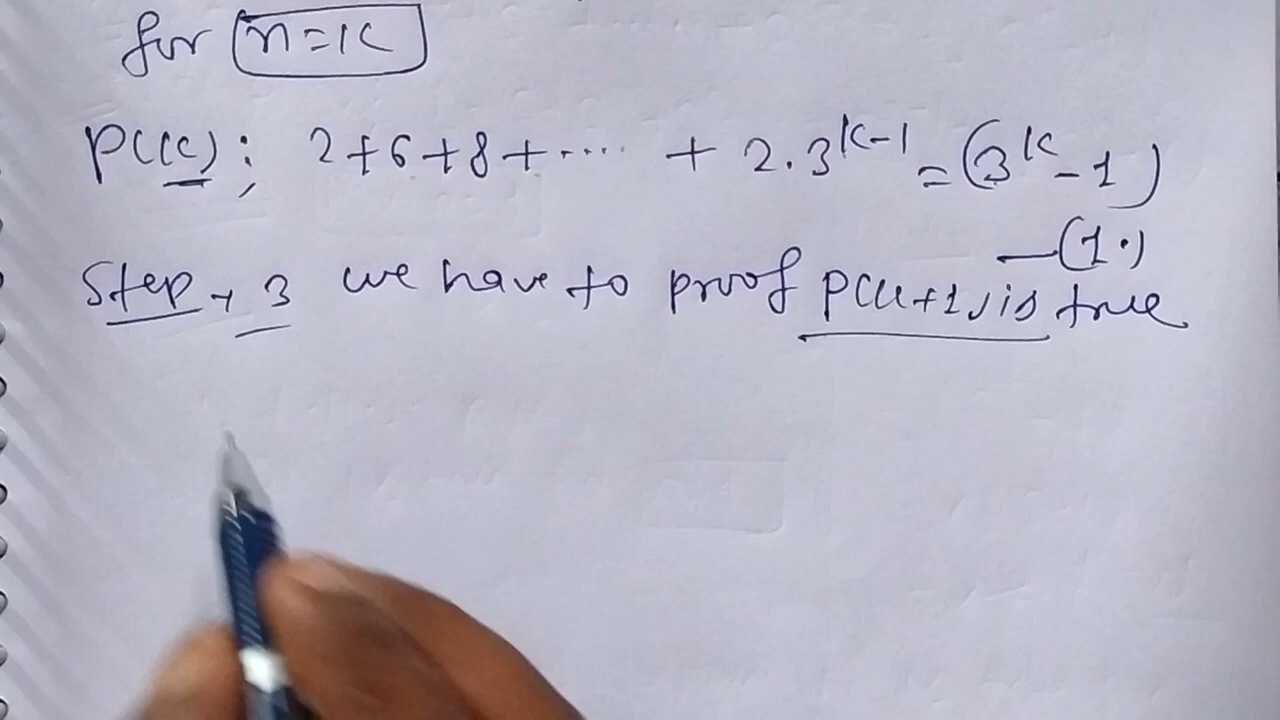 for n=k
P(k): 2+6+8+.... + 2.3^k-1 = (3^k-1)
—(1.)
Step → 3 we have to proof P(k+1) is true